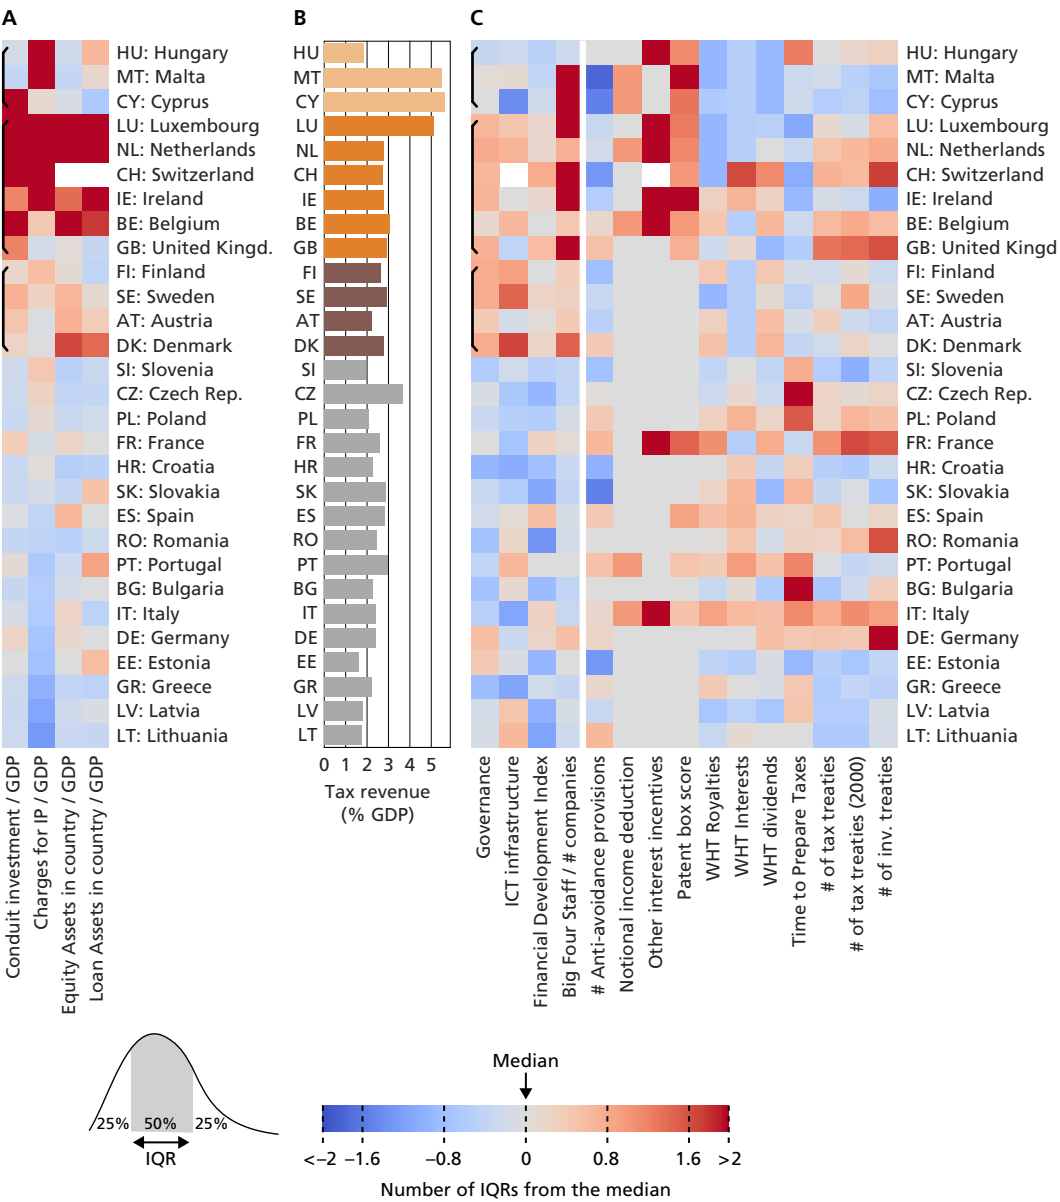 A
B
C
HU: Hungary
MT: Malta
CY: Cyprus
LU: Luxembourg
NL: Netherlands
CH: Switzerland
IE: Ireland
BE: Belgium
GB: United Kingd.
FI: Finland
SE: Sweden
AT: Austria
DK: Denmark
SI: Slovenia
CZ: Czech Rep.
PL: Poland
FR: France
HR: Croatia
SK: Slovakia
ES: Spain
RO: Romania
PT: Portugal
BG: Bulgaria
IT: Italy
DE: Germany
EE: Estonia
GR: Greece
LV: Latvia
LT: Lithuania
Conduit investment / GDP
Charges for IP / GDP
Equity Assets in country / GDP
Loan Assets in country / GDP
HU
MT
CY
LU
NL
CH
IE
BE
GB
FI
SE
AT
DK
SI
CZ
PL
FR
HR
SK
ES
RO
PT
BG
IT
DE
EE
GR
LV
LT
0 1 2 3 4 5
Tax revenue
(% GDP)
HU: Hungary
MT: Malta
CY: Cyprus
LU: Luxembourg
NL: Netherlands
CH: Switzerland
IE: Ireland
BE: Belgium
GB: United Kingd
FI: Finland
SE: Sweden
AT: Austria
DK: Denmark
SI: Slovenia
CZ: Czech Rep.
PL: Poland
FR: France
HR: Croatia
SK: Slovakia
ES: Spain
RO: Romania
PT: Portugal
BG: Bulgaria
IT: Italy
DE: Germany
EE: Estonia
GR: Greece
LV: Latvia
LT: Lithuania
Governance
ICT infrastructure
Financial Development Index
Big Four Staff / # companies
# Anti-avoidance provisions
Notional income deduction
Other interest incentives
Patent box score
WHT Royalties
WHT Interests
WHT dividends
Time to Prepare Taxes
# of tax treaties
# of tax treaties (2000)
# of inv. treaties
25% 50% 25%
IQR
Median
<−2 −1.6 −0.8 0 0.8 1.6 >2
Number of IQRs from the median